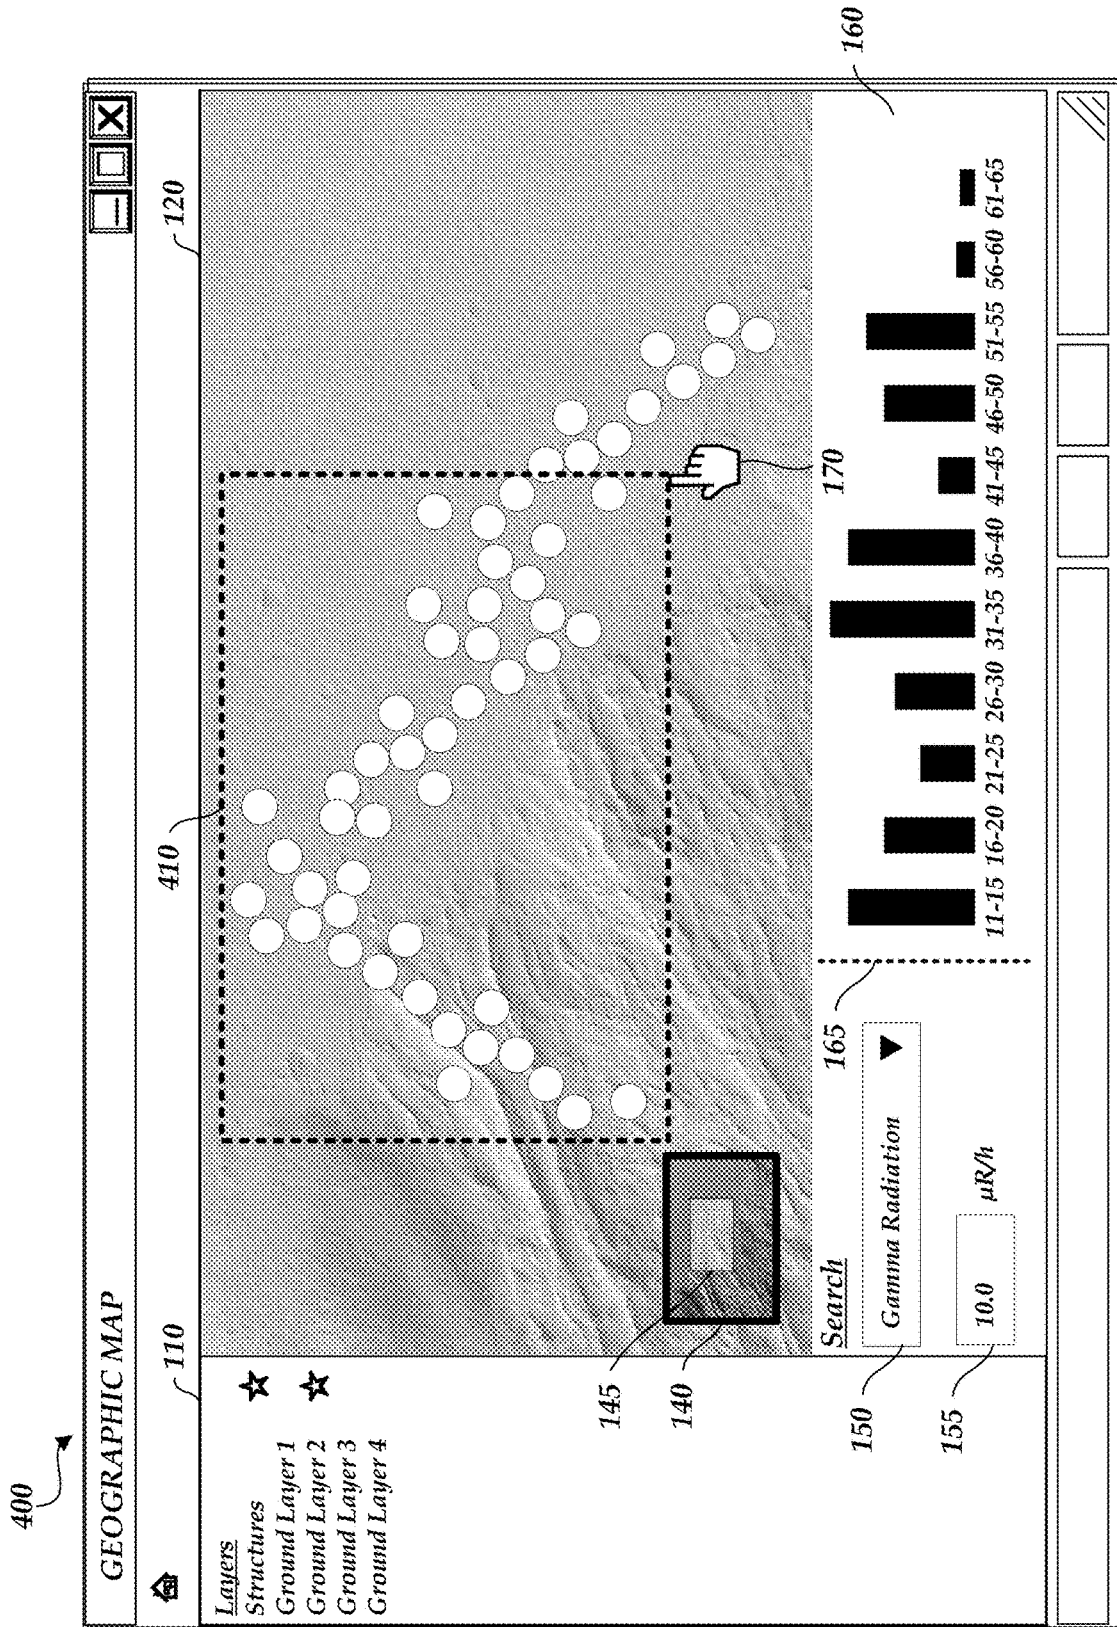 400
GEOGRAPHIC MAP
110
120
Layers
Structures
Ground Layer 1
Ground Layer 2
Ground Layer 3
Ground Layer 4
410
145
140
170
Search
150
Gamma Radiation
155
10.0 µR/h
165
160
11-15 16-20 21-25 26-30 31-35 36-40 41-45 46-50 51-55 56-60 61-65